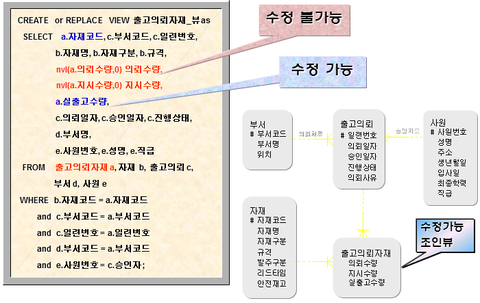 CREATE or REPLACE VIEW 출고의뢰자재_뷰 as
SELECT a.자재코드, c.부서코드, c.일련번호,
b.자재명, b.자재구분, b.규격,
nvl(a.의뢰수량,0) 의뢰수량,
nvl(a.지시수량,0) 지시수량,
a.실출고수량,
c.의뢰일자, c.승인일자, c.진행상태,
d.부서명,
e.사원번호, e.성명, e.직급
FROM 출고의뢰자재 a, 자재 b, 출고의뢰 c,
부서 d, 사원 e
WHERE b.자재코드 = a.자재코드
and c.부서코드 = a.부서코드
and c.일련번호 = a.일련번호
and d.부서코드 = a.부서코드
and e.사원번호 = c.승인자;
수정 불가능
수정 가능
부서
# 부서코드
부서명
위치
출고의뢰
# 일련번호
의뢰일자
승인일자
진행상태
의뢰사유
사원
# 사원번호
성명
주소
생년월일
입사일
최종학력
직급
자재
# 자재코드
자재명
자재구분
규격
발주구분
리드타임
안전재고
출고의뢰자재
의뢰수량
지시수량
실출고수량
수정가능
조인뷰